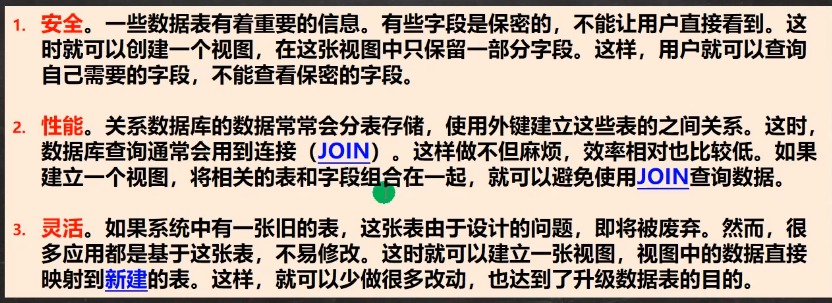 1. 安全。一些数据表有着重要的信息。有些字段是保密的，不能让用户直接看到。这
时就可以创建一个视图，在这张视图中只保留一部分字段。这样，用户就可以查询
自己需要的字段，不能查看保密的字段。
2. 性能。关系数据库的数据常常会分表存储，使用外键建立这些表的之间关系。这时，
数据库查询通常会用到连接（JOIN）。这样做不但麻烦，效率相对也比较低。如果
建立一个视图，将相关的表和字段组合在一起，就可以避免使用JOIN查询数据。
3. 灵活。如果系统中有一张旧的表，这张表由于设计的问题，即将被废弃。然而，很
多应用都是基于这张表，不易修改。这时就可以建立一张视图，视图中的数据直接
映射到新建的表。这样，就可以少做很多改动，也达到了升级数据表的目的。